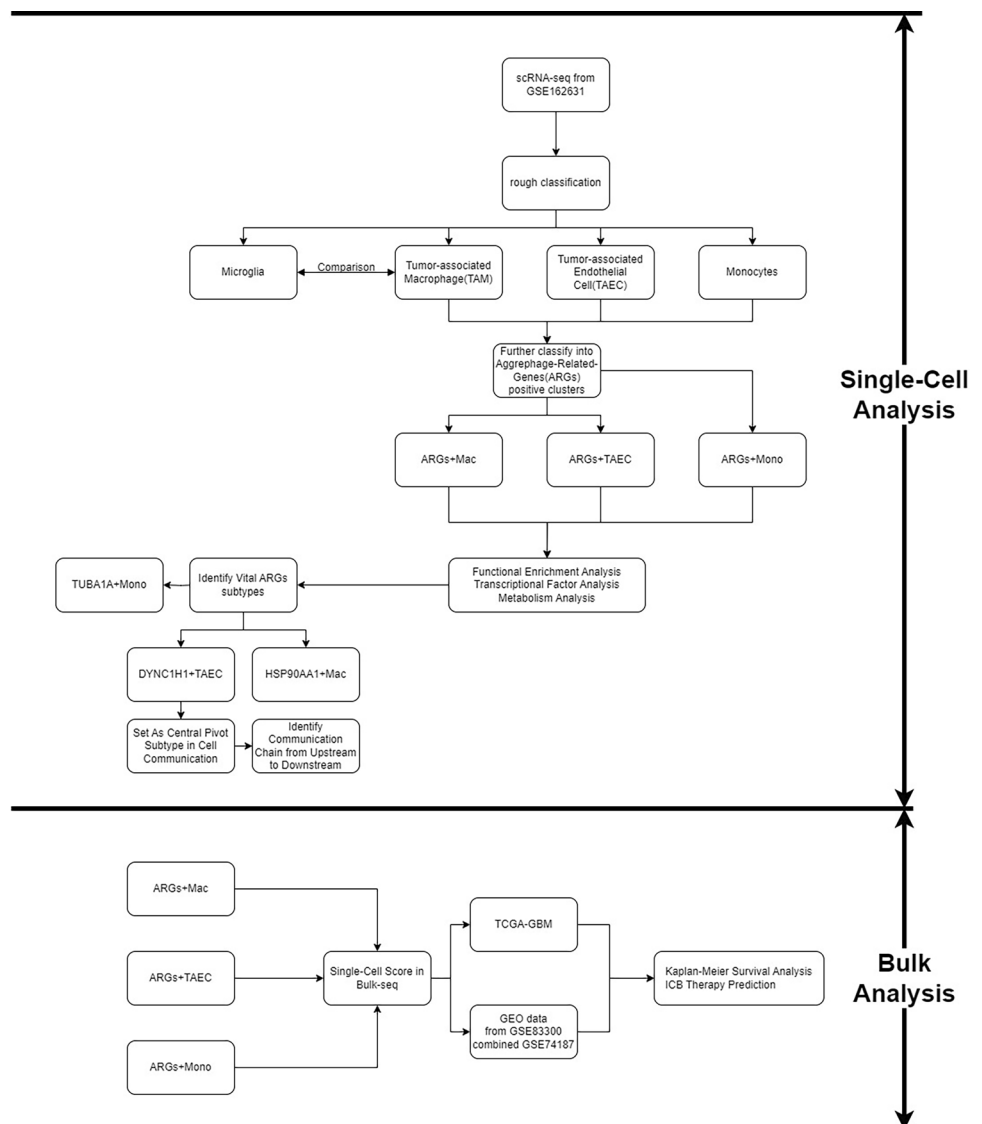 scRNA-seq from
GSE162631
rough classification
Microglia
Comparison
Tumor-associated
Macrophage(TAM)
Tumor-associated
Endothelial
Cell(TAEC)
Monocytes
Further classify into
Aggrephage-Related-
Genes(ARGs)
positive clusters
Single-Cell
Analysis
ARGs+Mac
ARGs+TAEC
ARGs+Mono
Functional Enrichment Analysis
Transcriptional Factor Analysis
Metabolism Analysis
Identify Vital ARGs
subtypes
TUBA1A+Mono
DYNC1H1+TAEC
HSP90AA1+Mac
Set As Central Pivot
Subtype in Cell
Communication
Identify
Communication
Chain from Upstream
to Downstream
ARGs+Mac
ARGs+TAEC
ARGs+Mono
Single-Cell Score in
Bulk-seq
TCGA-GBM
GEO data
from GSE83300
combined GSE74187
Kaplan-Meier Survival Analysis
ICB Therapy Prediction
Bulk
Analysis